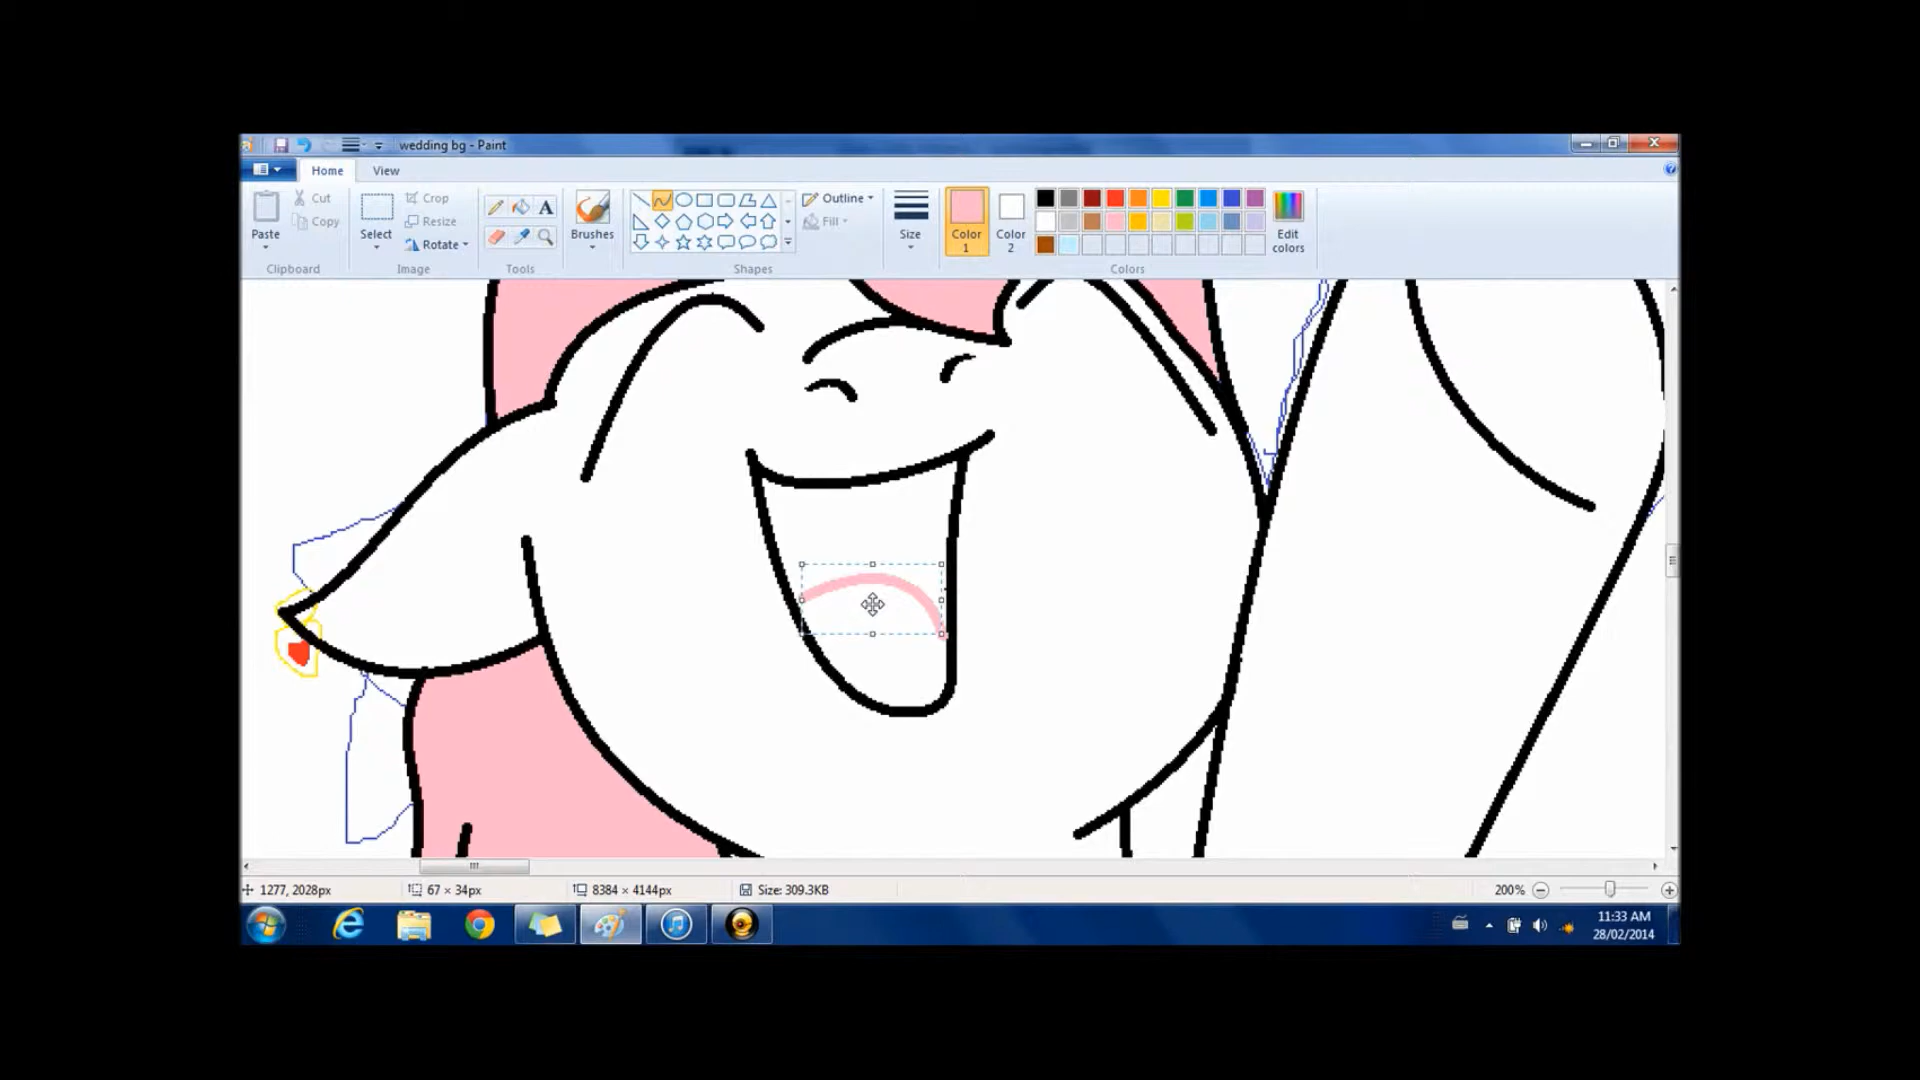 wedding bg - Paint
Home View
Paste Cut Copy Select Crop Resize Rotate A Brushes Outline Fill Size Color 1 Color 2 Edit colors
Clipboard Image Tools Shapes Colors
1277, 2028px 67 × 34px 8384 × 4144px Size: 309.3KB 200%
11:33 AM
28/02/2014